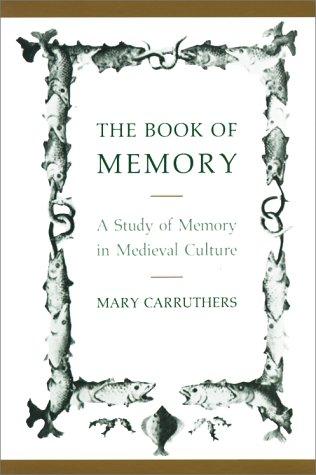 THE BOOK OF
MEMORY
A Study of Memory
in Medieval Culture
MARY CARRUTHERS